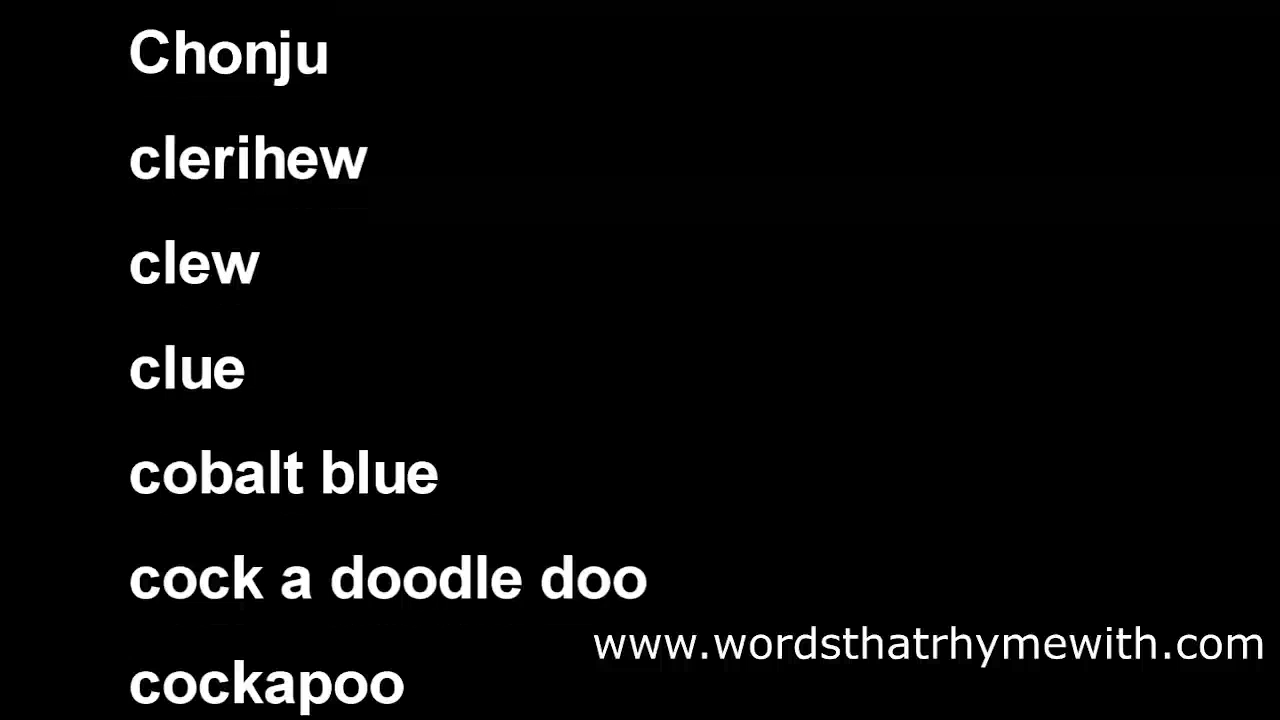 Chonju
clerihew
clew
clue
cobalt blue
cock a doodle doo
www.wordsthatrhymewith.com
cockapoo